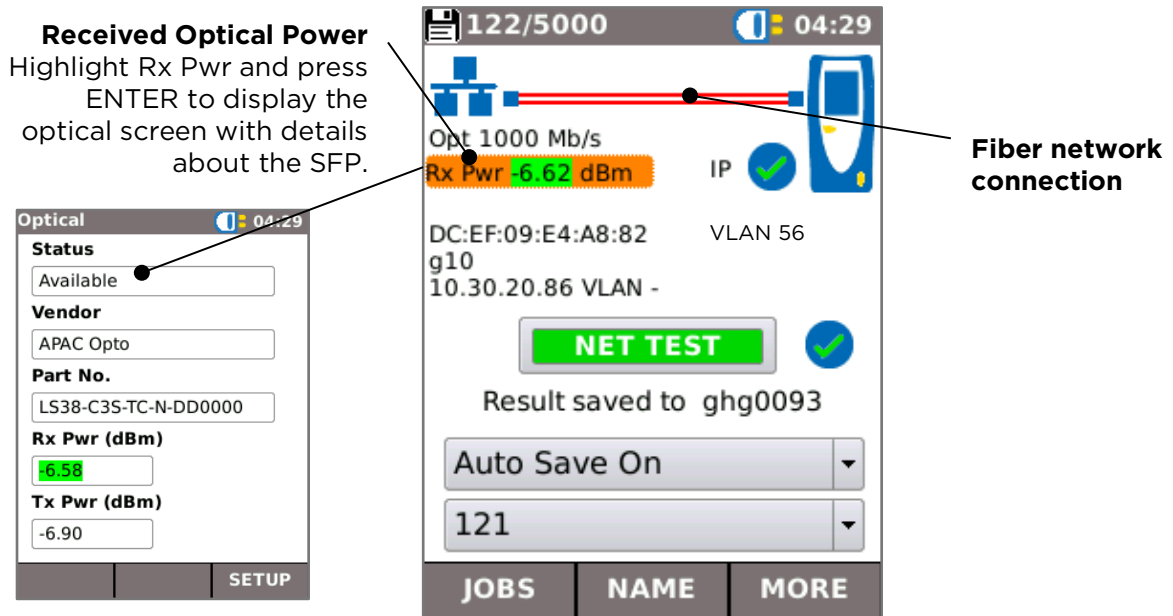 Received Optical Power
Highlight Rx Pwr and press
ENTER to display the
optical screen with details
about the SFP.
Optical 04:29
Status
Available
Vendor
APAC Opto
Part No.
LS38-C3S-TC-N-DD0000
Rx Pwr (dBm)
-6.58
Tx Pwr (dBm)
-6.90
SETUP
122/5000 04:29
Opt 1000 Mb/s
Rx Pwr -6.62 dBm IP
DC:EF:09:E4:A8:82 VLAN 56
g10
10.30.20.86 VLAN -
NET TEST
Result saved to ghg0093
Auto Save On
121
JOBS NAME MORE
Fiber network
connection